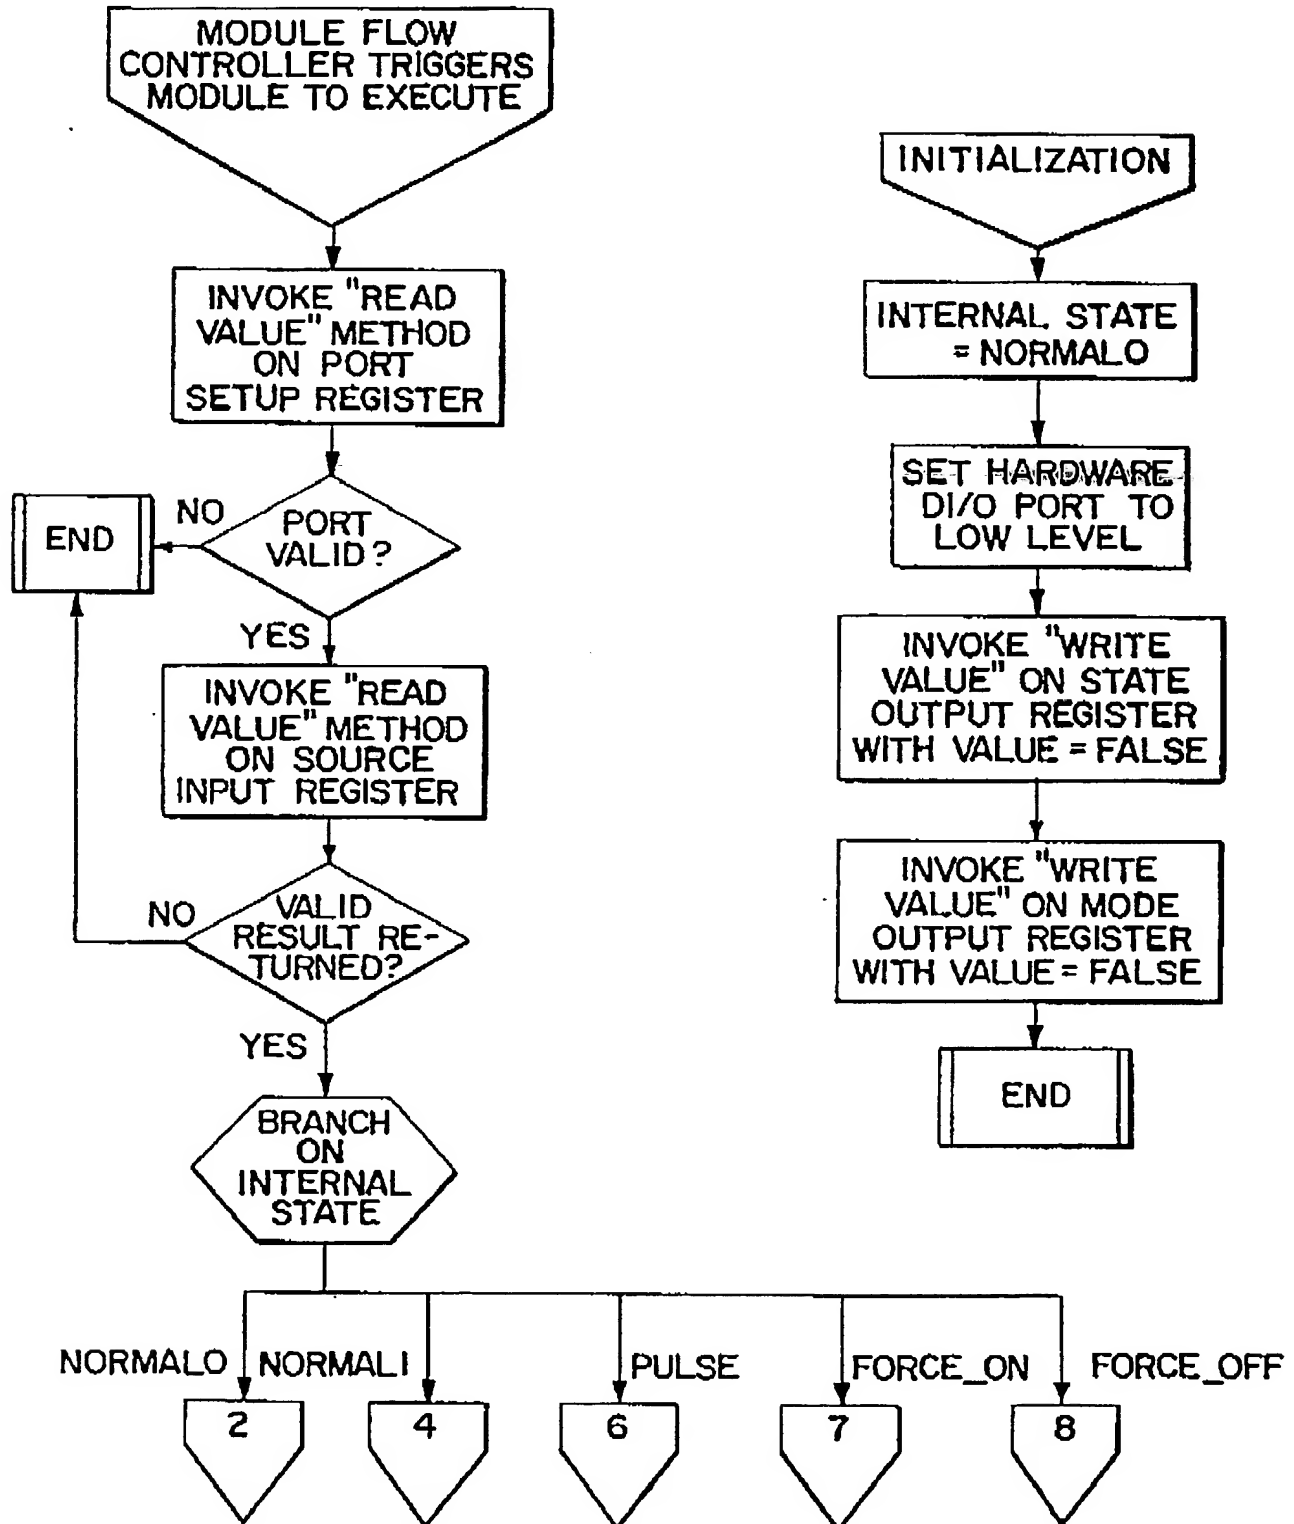 MODULE FLOW
CONTROLLER TRIGGERS
MODULE TO EXECUTE
INVOKE "READ
VALUE" METHOD
ON PORT
SETUP REGISTER
PORT
VALID?
NO
END
YES
INVOKE "READ
VALUE" METHOD
ON SOURCE
INPUT REGISTER
VALID
RESULT RE-
TURNED?
NO
YES
BRANCH
ON
INTERNAL
STATE
NORMALO
NORMALI
PULSE
FORCE_ON
FORCE_OFF
2
4
6
7
8
INITIALIZATION
INTERNAL STATE
= NORMALO
SET HARDWARE
DI/O PORT TO
LOW LEVEL
INVOKE "WRITE
VALUE" ON STATE
OUTPUT REGISTER
WITH VALUE = FALSE
INVOKE "WRITE
VALUE" ON MODE
OUTPUT REGISTER
WITH VALUE = FALSE
END